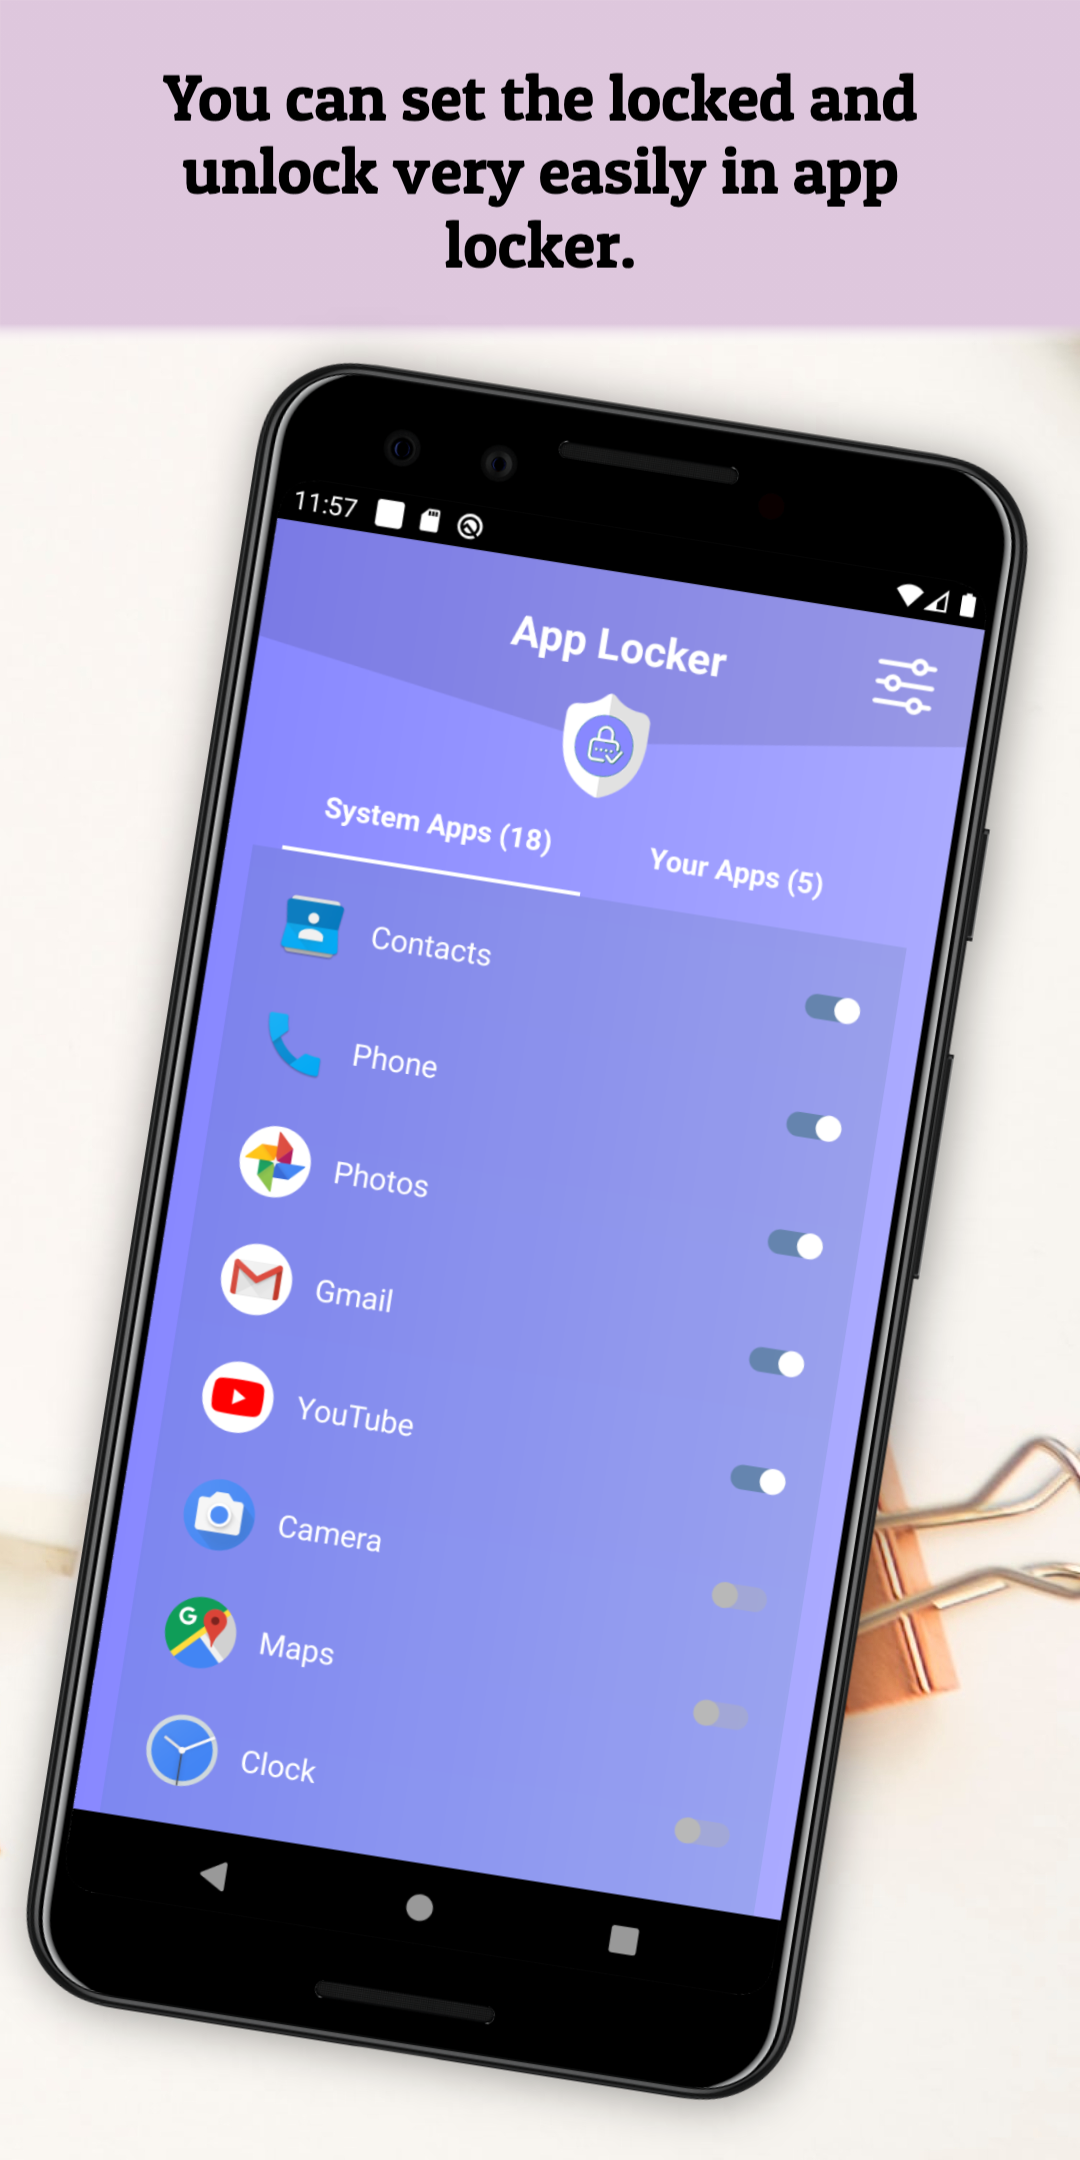 You can set the locked and
unlock very easily in app
locker.
11:57
App Locker
System Apps (18)
Your Apps (5)
Contacts
Phone
Photos
Gmail
YouTube
Camera
G
Maps
Clock